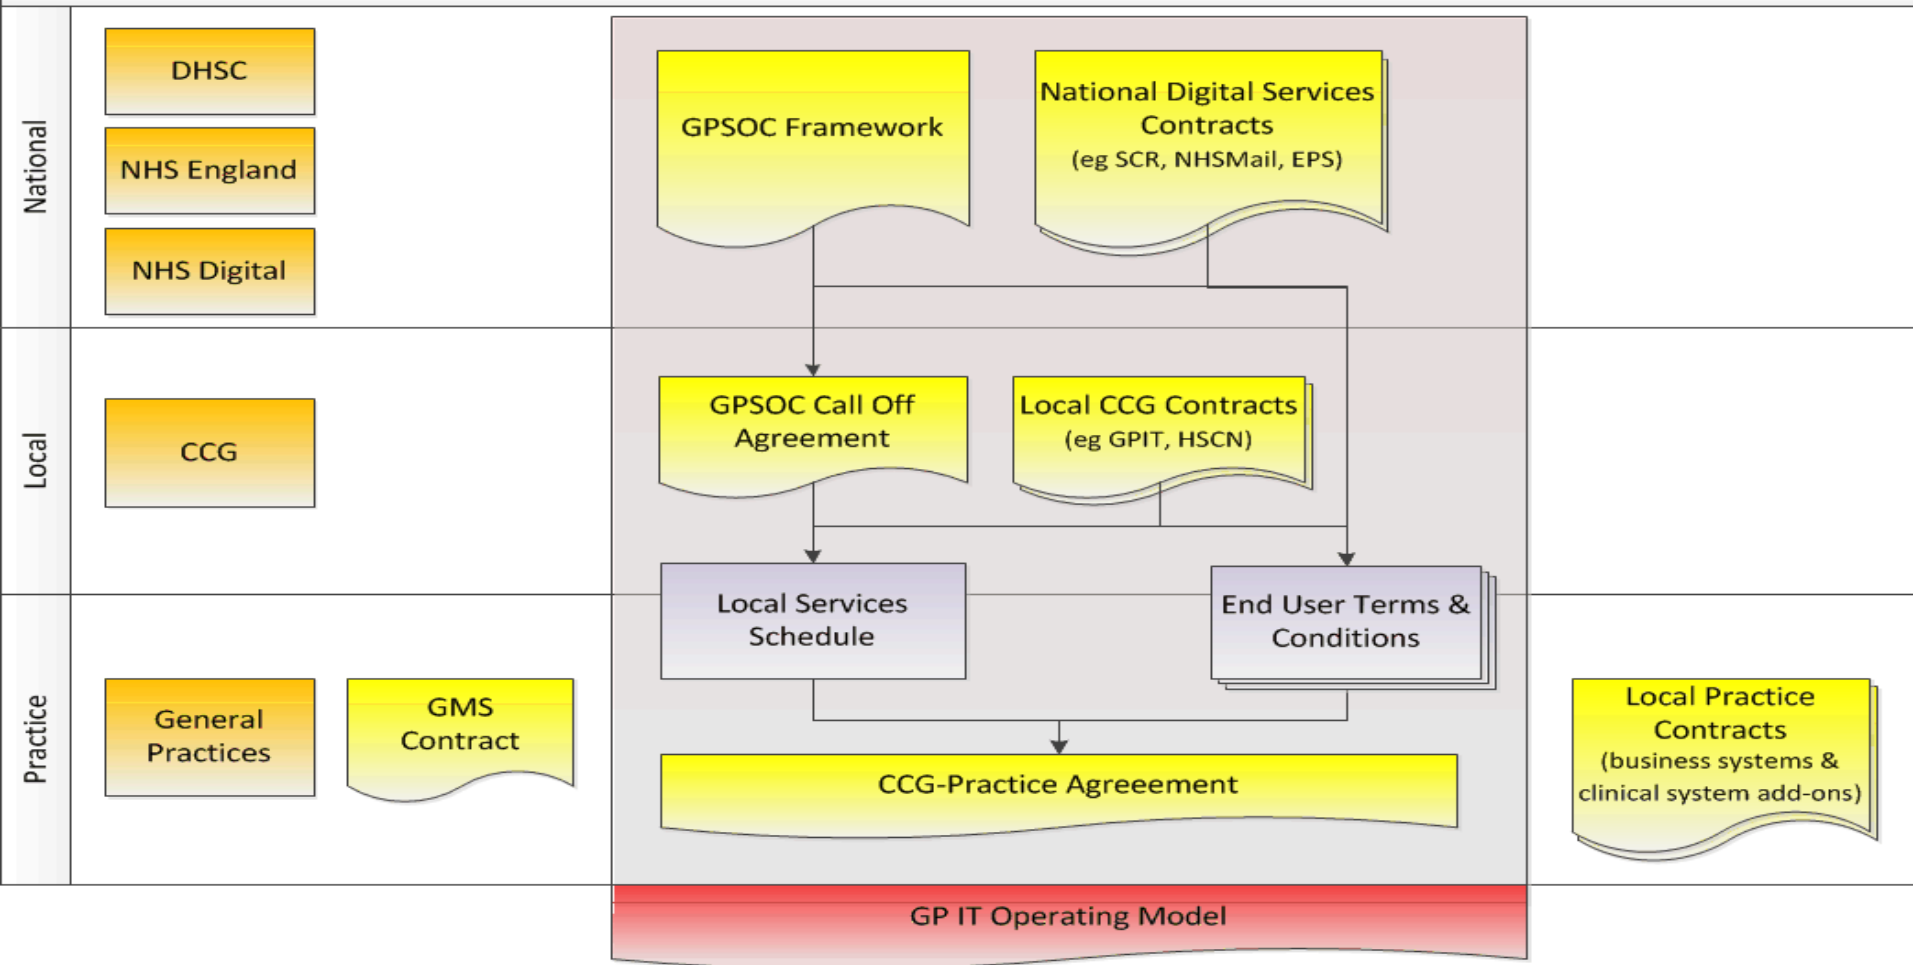 National
DHSC
NHS England
NHS Digital
GPSOC Framework
National Digital Services
Contracts
(eg SCR, NHSMail, EPS)
Local
CCG
GPSOC Call Off
Agreement
Local CCG Contracts
(eg GPIT, HSCN)
Local Services
Schedule
End User Terms &
Conditions
Practice
General
Practices
GMS
Contract
CCG-Practice Agreeement
Local Practice
Contracts
(business systems &
clinical system add-ons)
GP IT Operating Model